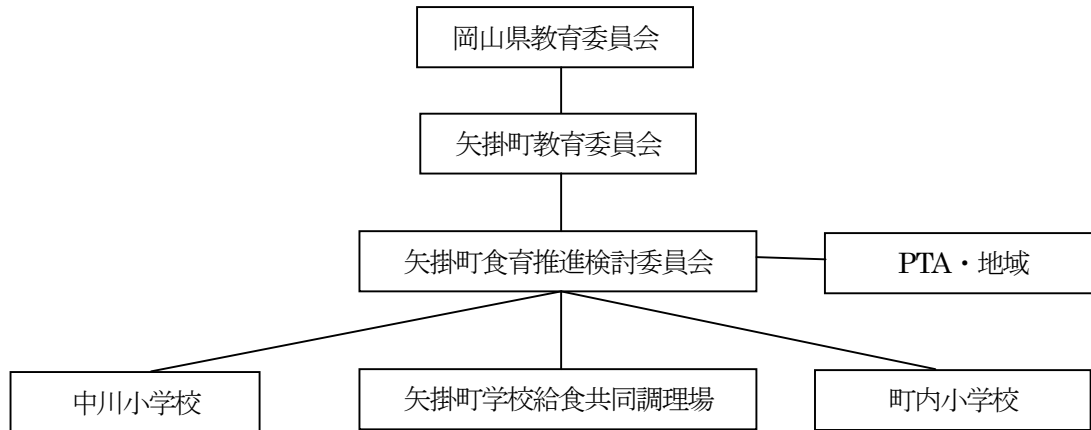 岡山県教育委員会
矢掛町教育委員会
矢掛町食育推進検討委員会
PTA・地域
中川小学校
矢掛町学校給食共同調理場
町内小学校